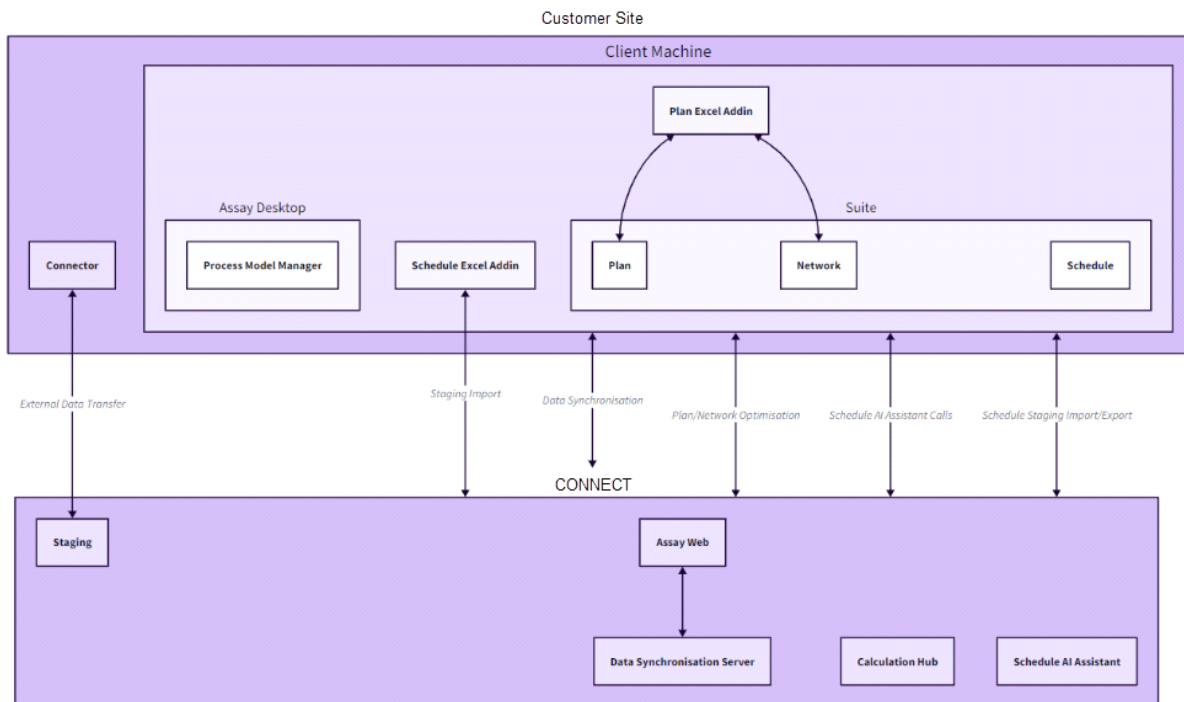 Customer Site
Client Machine
Plan Excel Addin
Assay Desktop
Suite
Connector
Process Model Manager
Schedule Excel Addin
Plan
Network
Schedule
External Data Transfer
Staging Import
Data Synchronisation
Plan/Network Optimisation
Schedule AI Assistant Calls
Schedule Staging Import/Export
CONNECT
Staging
Assay Web
Data Synchronisation Server
Calculation Hub
Schedule AI Assistant